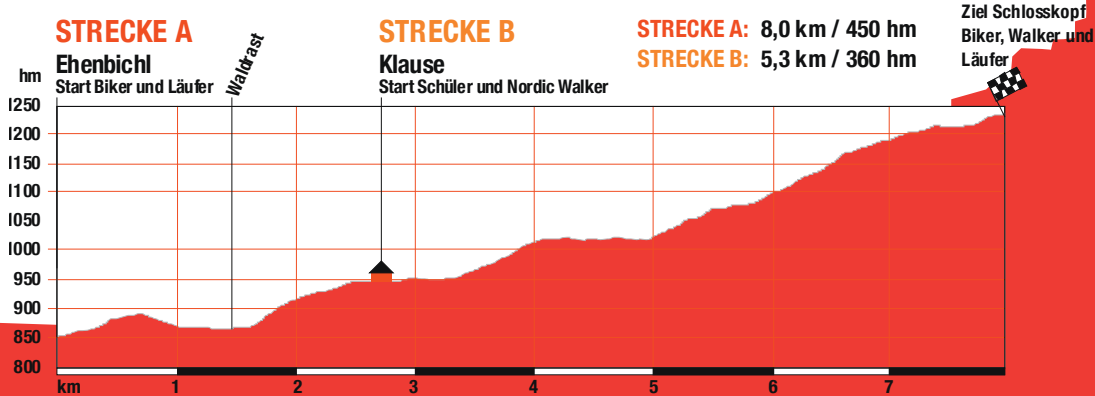 STRECKE A
Ehenbichl
Start Biker und Läufer
Waldrast
STRECKE B
Klause
Start Schüler und Nordic Walker
STRECKE A: 8,0 km / 450 hm
STRECKE B: 5,3 km / 360 hm
Ziel Schlosskopf
Biker, Walker und
Läufer
hm
1250
1200
1150
1100
1050
1000
950
900
850
800
km 1 2 3 4 5 6 7